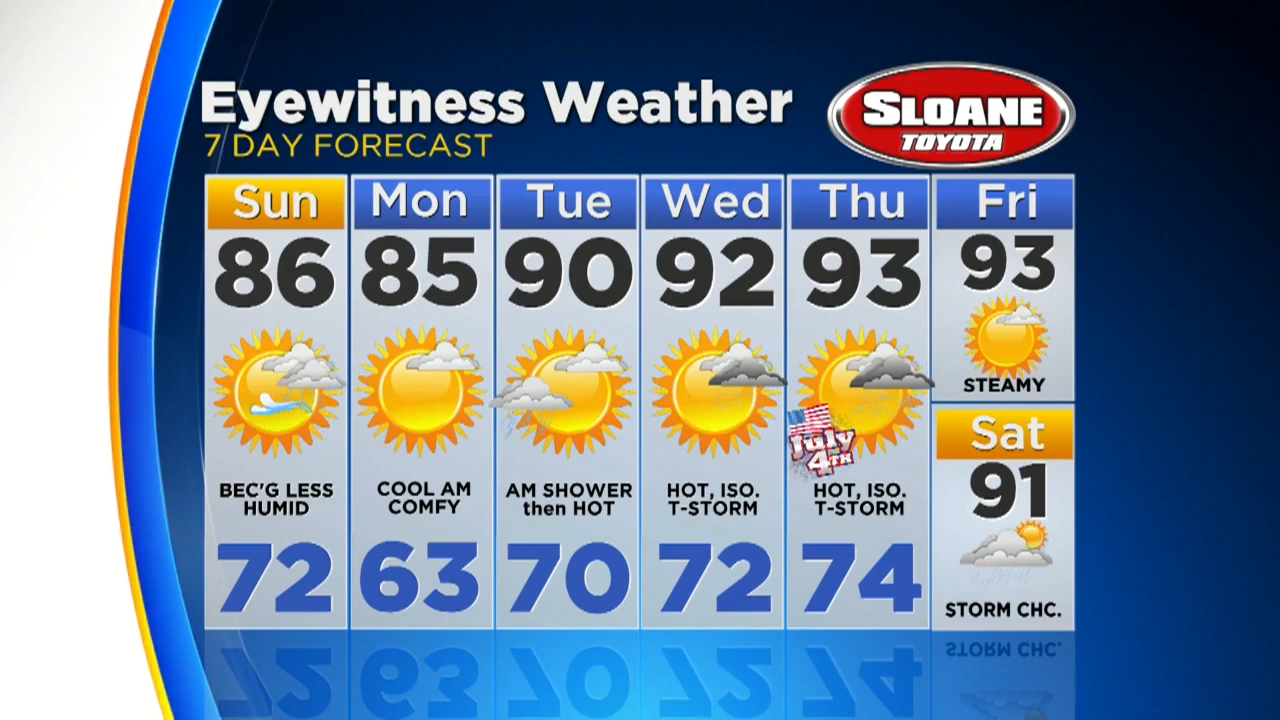 Eyewitness Weather
7 DAY FORECAST
SLOANE
TOYOTA
Sun
86
BEC'G LESS
HUMID
72
Mon
85
COOL AM
COMFY
63
Tue
90
AM SHOWER
then HOT
70
Wed
92
HOT, ISO.
T-STORM
72
Thu
93
July
4TH
HOT, ISO.
T-STORM
74
Fri
93
STEAMY
Sat
91
STORM CHC.